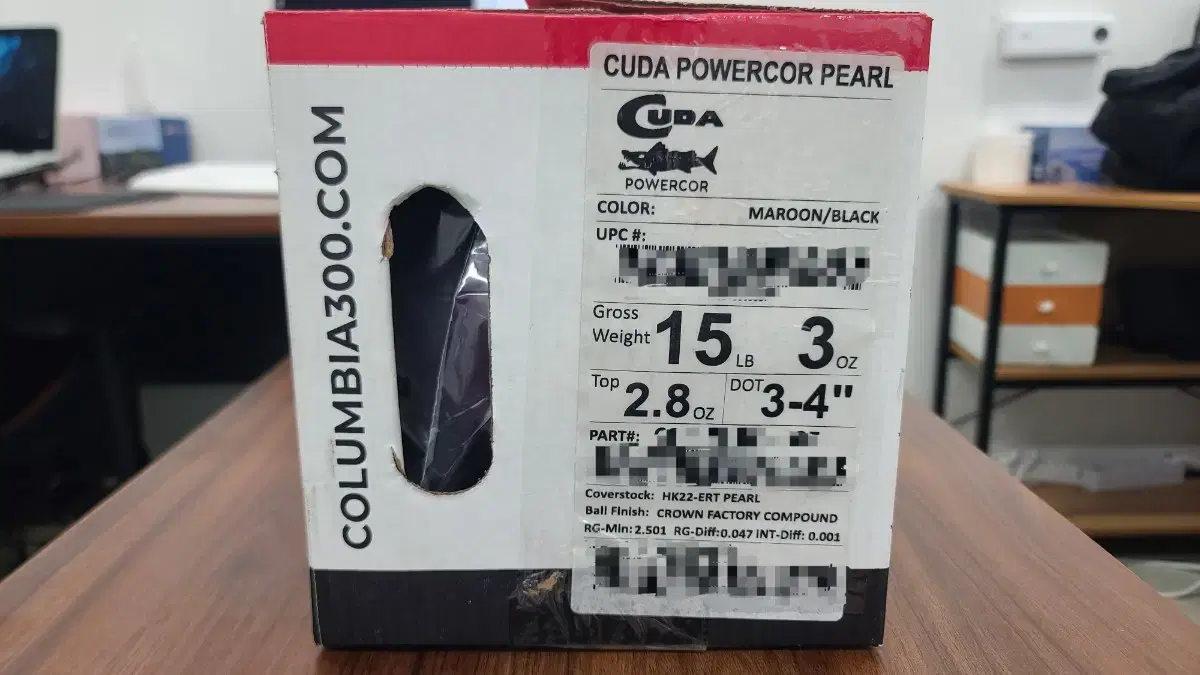 COLUMBIA300.COM
CUDA POWERCOR PEARL
CUDA
POWERCOR
COLOR: MAROON/BLACK
UPC #:
Gross Weight 15 LB 3 OZ
Top 2.8 OZ DOT 3-4"
PART#:
Coverstock: HK22-ERT PEARL
Ball Finish: CROWN FACTORY COMPOUND
RG-Min: 2.501 RG-Diff: 0.047 INT-Diff: 0.001